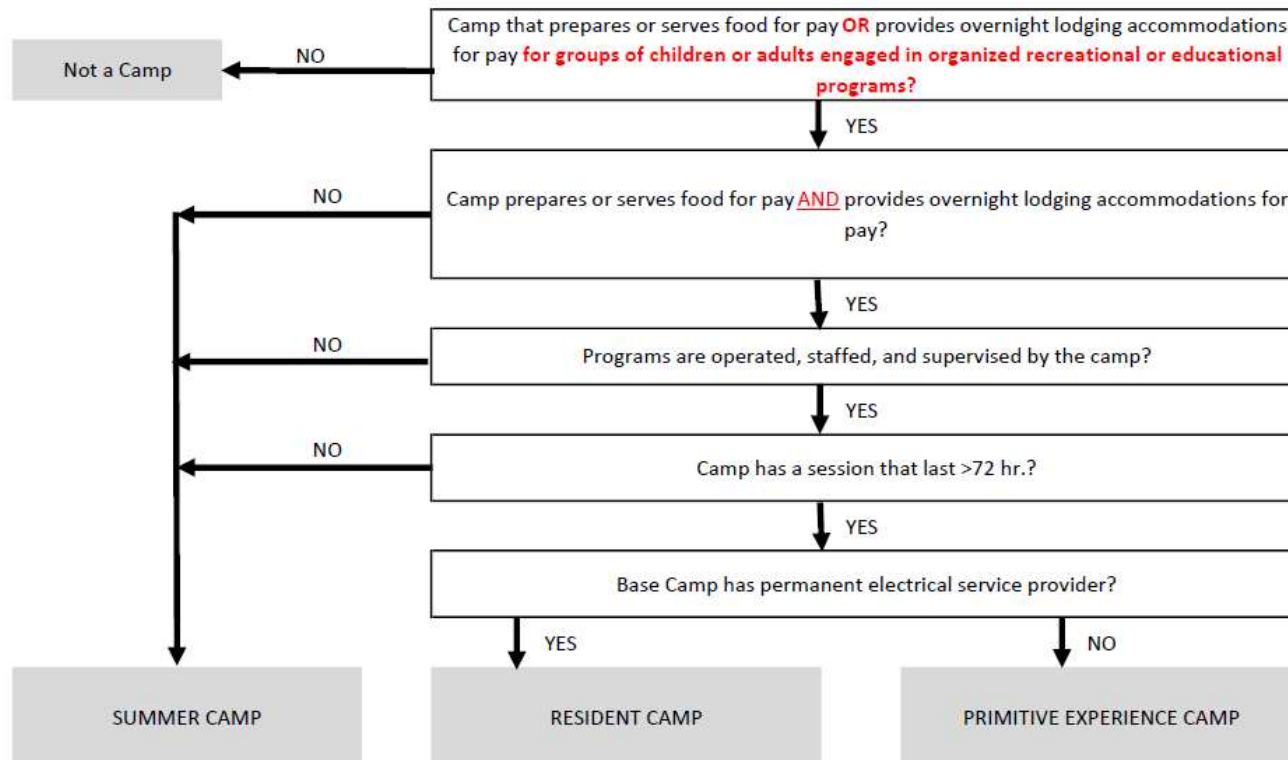 Camp that prepares or serves food for pay OR provides overnight lodging accommodations
for pay for groups of children or adults engaged in organized recreational or educational
programs?
NO
Not a Camp
YES
NO
Camp prepares or serves food for pay AND provides overnight lodging accommodations for
pay?
YES
NO
Programs are operated, staffed, and supervised by the camp?
YES
NO
Camp has a session that last >72 hr.?
YES
Base Camp has permanent electrical service provider?
YES
NO
SUMMER CAMP
RESIDENT CAMP
PRIMITIVE EXPERIENCE CAMP